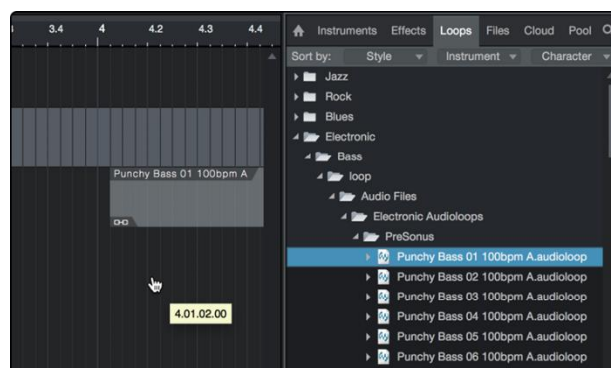 3.4 4 4.2 4.3 4.4
Instruments Effects Loops Files Cloud Pool
Sort by: Style Instrument Character
Jazz
Rock
Blues
Electronic
Bass
loop
Audio Files
Electronic Audioloops
PreSonus
Punchy Bass 01 100bpm A.audioloop
Punchy Bass 02 100bpm A.audioloop
Punchy Bass 03 100bpm A.audioloop
Punchy Bass 04 100bpm A.audioloop
Punchy Bass 05 100bpm A.audioloop
Punchy Bass 06 100bpm A.audioloop
Punchy Bass 01 100bpm A
4.01.02.00